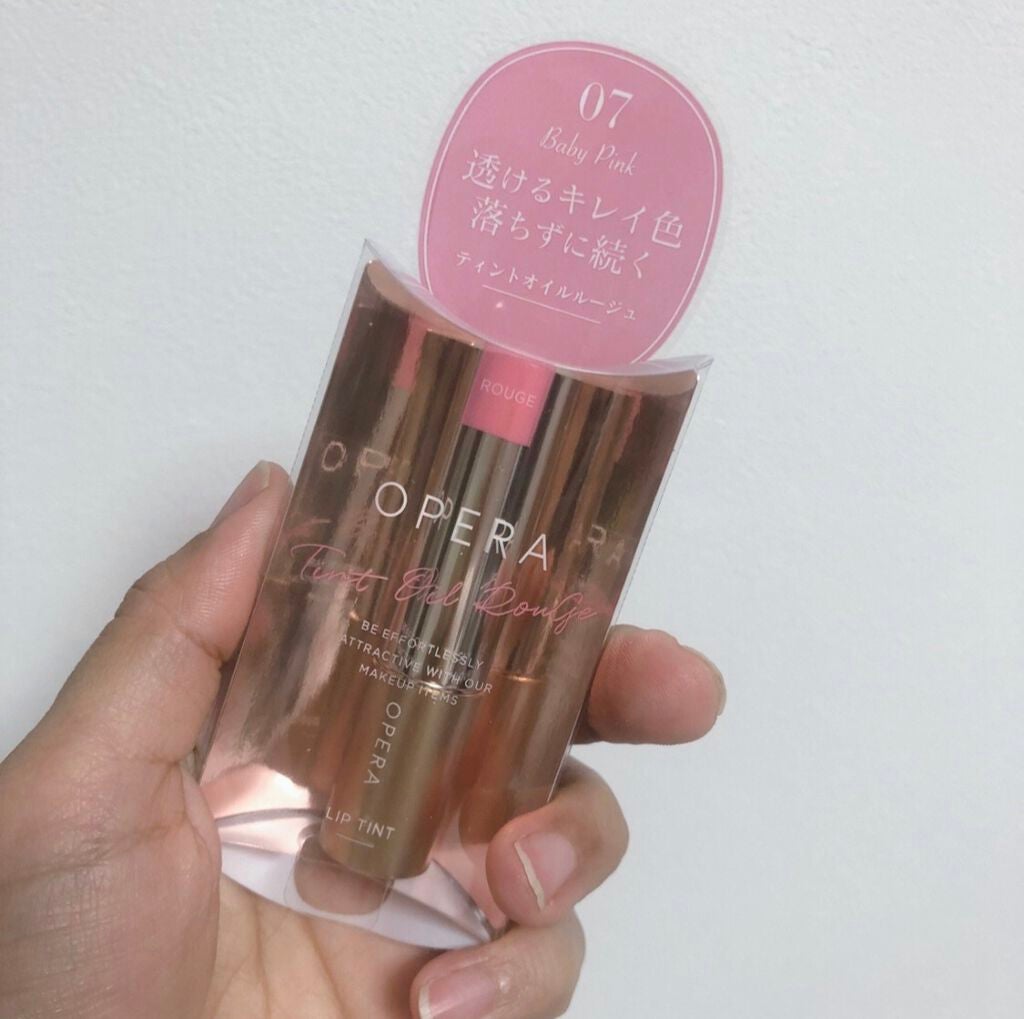 07
Baby Pink
透けるキレイ色
落ちずに続く
ティントオイルルージュ
ROUGE
OPERA
Tint Oil Rouge
BE EFFORTLESSLY
ATTRACTIVE WITH OUR
MAKEUP ITEMS
OPERA
LIP TINT